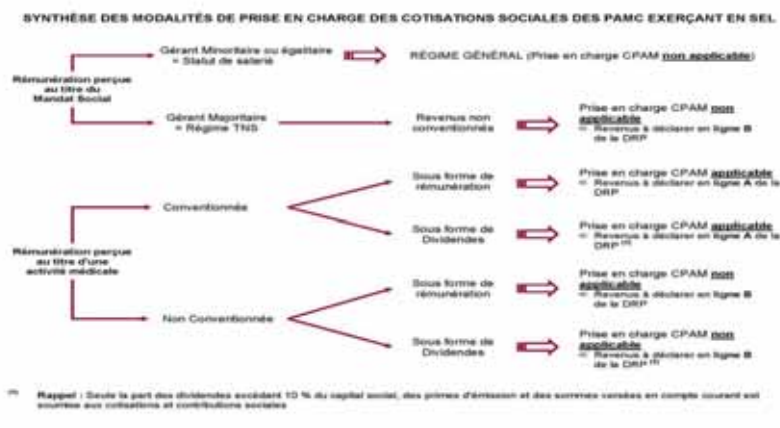 SYNTHÈSE DES MODALITÉS DE PRISE EN CHARGE DES COTISATIONS SOCIALES DES PAMC EXERÇANT EN SEL
Rémunération perçue
au titre du
Mandat Social
Gérant Minoritaire ou égalitaire
= Statut de salarié
RÉGIME GÉNÉRAL (Prise en charge CPAM non applicable)
Gérant Majoritaire
= Régime TNS
Revenus non
conventionnés
Prise en charge CPAM non
applicable
Revenus à déclarer en ligne B
de la DRP
Rémunération perçue
au titre d'une
activité médicale
Conventionnée
Sous forme de
rémunération
Prise en charge CPAM applicable
Revenus à déclarer en ligne A de la
DRP
Sous forme de
Dividendes
Prise en charge CPAM applicable
Revenus à déclarer en ligne A de la
DRP
Non Conventionnée
Sous forme de
rémunération
Prise en charge CPAM non
applicable
Revenus à déclarer en ligne B
de la DRP
Sous forme de
Dividendes
Prise en charge CPAM non
applicable
Revenus à déclarer en ligne B
de la DRP
Rappel : Seule la part des dividendes excédant 10 % du capital social, des primes d'émission et des sommes versées en compte courant est
soumise aux cotisations et contributions sociales